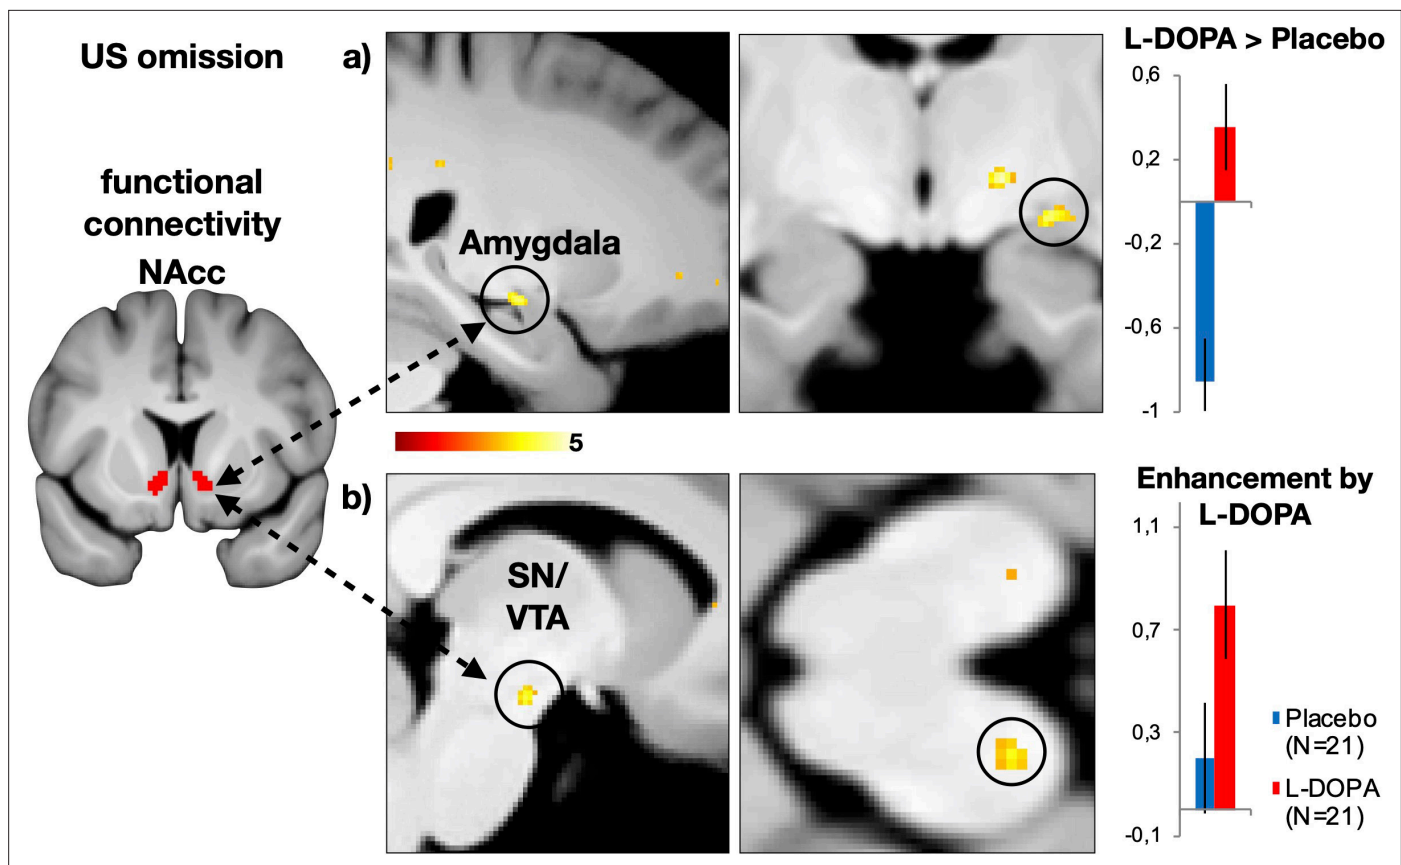 US omission
functional
connectivity
NAcc
a)
Amygdala
L-DOPA > Placebo
0,6
0,2
-0,2
-0,6
-1
5
b)
SN/
VTA
Enhancement by
L-DOPA
1,1
0,7
0,3
-0,1
Placebo
(N=21)
L-DOPA
(N=21)